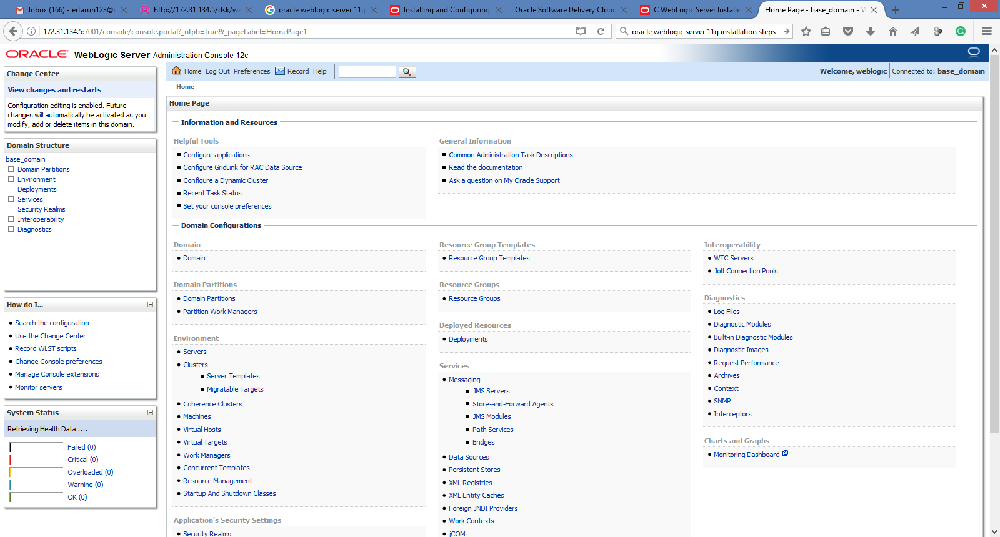 Inbox (166) - ertarun123@
http://172.31.134.5/dsk/we
oracle weblogic server 11g
Installing and Configuring
Oracle Software Delivery Cloud
C WebLogic Server Installe
Home Page - base_domain - W
172.31.134.5:7001/console/console.portal?_nfpb=true&_pageLabel=HomePage1
oracle weblogic server 11g installation steps
ORACLE WebLogic Server Administration Console 12c
Change Center
View changes and restarts
Configuration editing is enabled. Future
changes will automatically be activated as you
modify, add or delete items in this domain.
Domain Structure
base_domain
Domain Partitions
Environment
Deployments
Services
Security Realms
Interoperability
Diagnostics
How do I...
Search the configuration
Use the Change Center
Record WLST scripts
Change Console preferences
Manage Console extensions
Monitor servers
System Status
Retrieving Health Data ....
Failed (0)
Critical (0)
Overloaded (0)
Warning (0)
OK (0)
Home Log Out Preferences Record Help
Welcome, weblogic Connected to: base_domain
Home
Home Page
Information and Resources
Helpful Tools
Configure applications
Configure GridLink for RAC Data Source
Configure a Dynamic Cluster
Recent Task Status
Set your console preferences
General Information
Common Administration Task Descriptions
Read the documentation
Ask a question on My Oracle Support
Domain Configurations
Domain
Domain
Domain Partitions
Domain Partitions
Partition Work Managers
Environment
Servers
Clusters
Server Templates
Migratable Targets
Coherence Clusters
Machines
Virtual Hosts
Virtual Targets
Work Managers
Concurrent Templates
Resource Management
Startup And Shutdown Classes
Application's Security Settings
Security Realms
Resource Group Templates
Resource Group Templates
Resource Groups
Resource Groups
Deployed Resources
Deployments
Services
Messaging
JMS Servers
Store-and-Forward Agents
JMS Modules
Path Services
Bridges
Data Sources
Persistent Stores
XML Registries
XML Entity Caches
Foreign JNDI Providers
Work Contexts
jCOM
Interoperability
WTC Servers
Jolt Connection Pools
Diagnostics
Log Files
Diagnostic Modules
Built-in Diagnostic Modules
Diagnostic Images
Request Performance
Archives
Context
SNMP
Interceptors
Charts and Graphs
Monitoring Dashboard